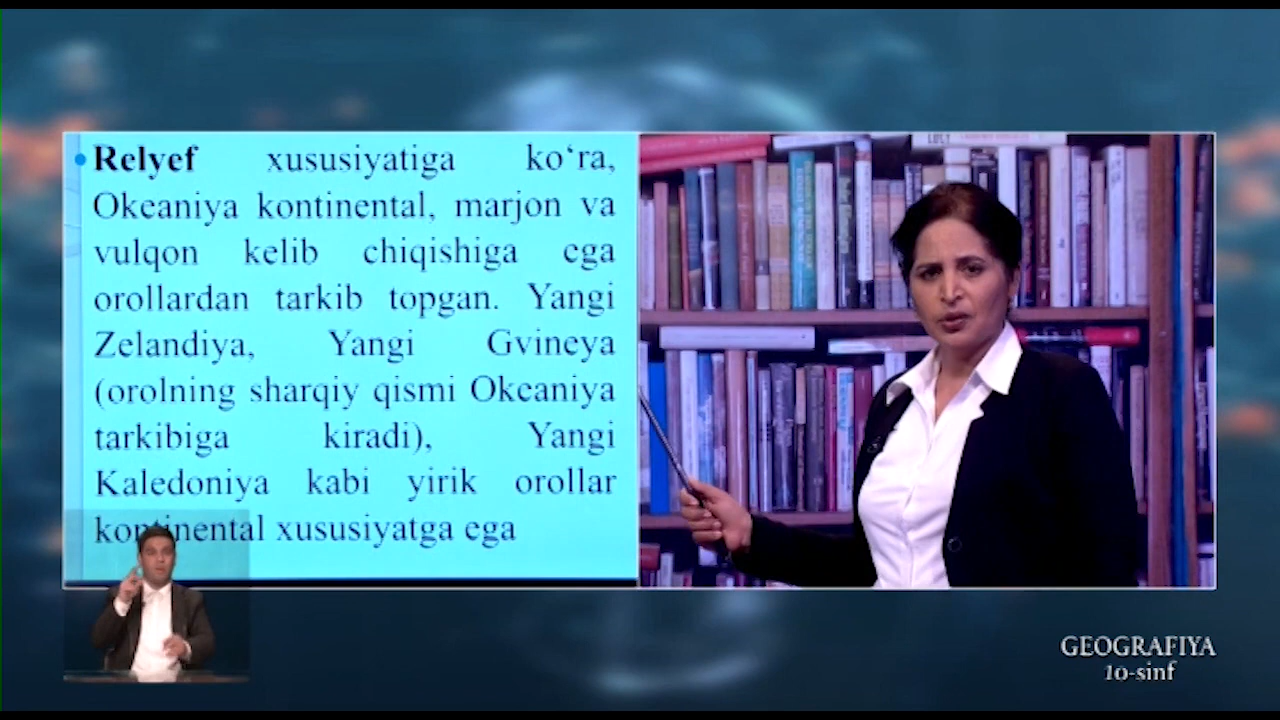 • Relyef xususiyatiga ko‘ra,
Okeaniya kontinental, marjon va
vulqon kelib chiqishiga ega
orollardan tarkib topgan. Yangi
Zelandiya, Yangi Gvineya
(orolning sharqiy qismi Okeaniya
tarkibiga kiradi), Yangi
Kaledoniya kabi yirik orollar
kontinental xususiyatga ega
LUCY
GEOGRAFIYA
10-sinf